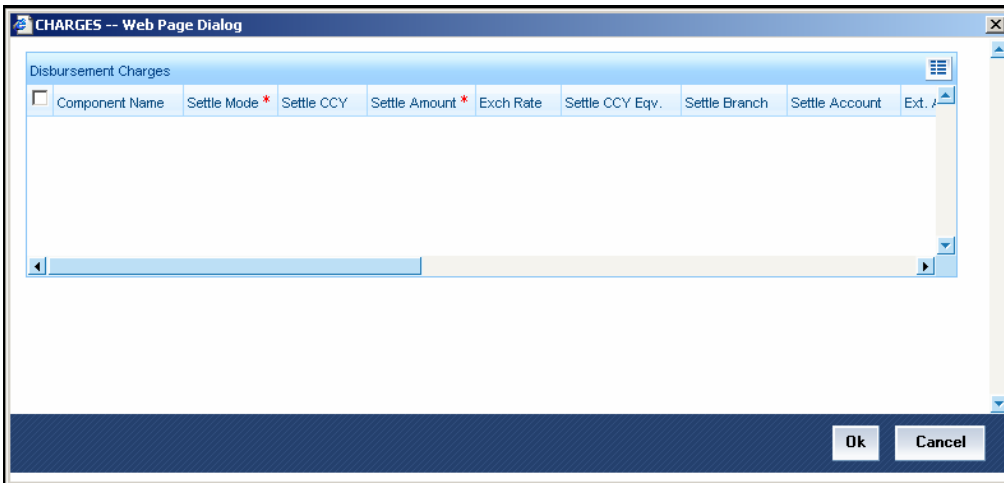 CHARGES -- Web Page Dialog
Disbursement Charges
Component Name Settle Mode * Settle CCY Settle Amount * Exch Rate Settle CCY Eqv. Settle Branch Settle Account Ext.
Ok Cancel